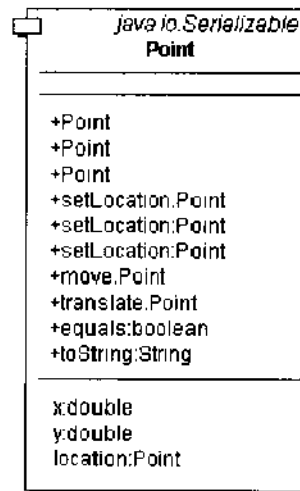 java.io.Serializable
Point
+Point
+Point
+Point
+setLocation:Point
+setLocation:Point
+setLocation:Point
+move:Point
+translate:Point
+equals:boolean
+toString:String
x:double
y:double
location:Point